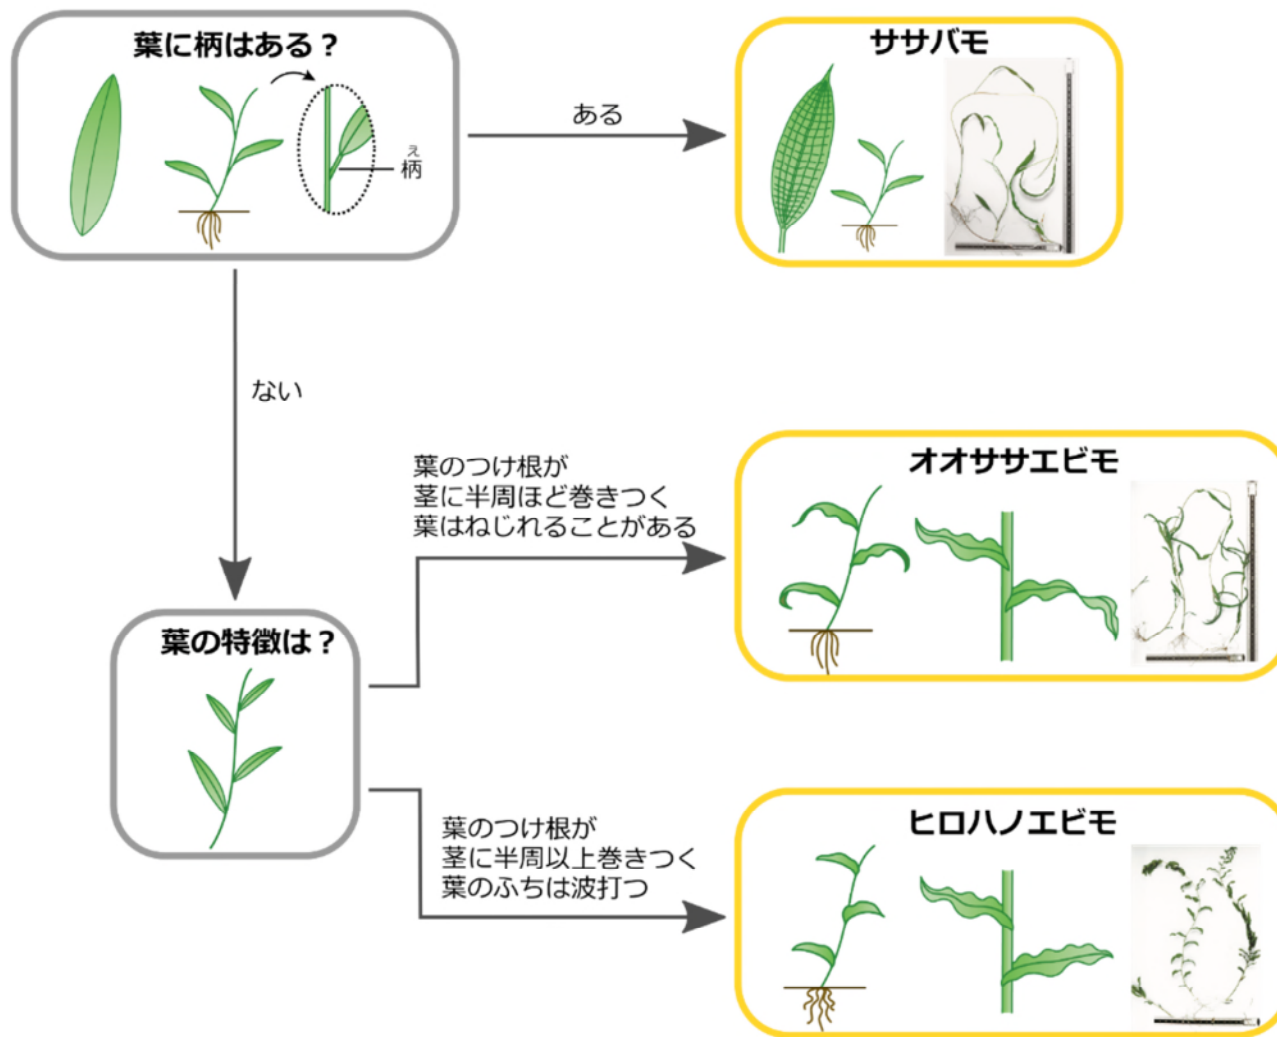 葉に柄はある？
え
柄
ある
ササバモ
ない
葉の特徴は？
葉のつけ根が
茎に半周ほど巻きつく
葉はねじれることがある
オオササエビモ
葉のつけ根が
茎に半周以上巻きつく
葉のふちは波打つ
ヒロハノエビモ